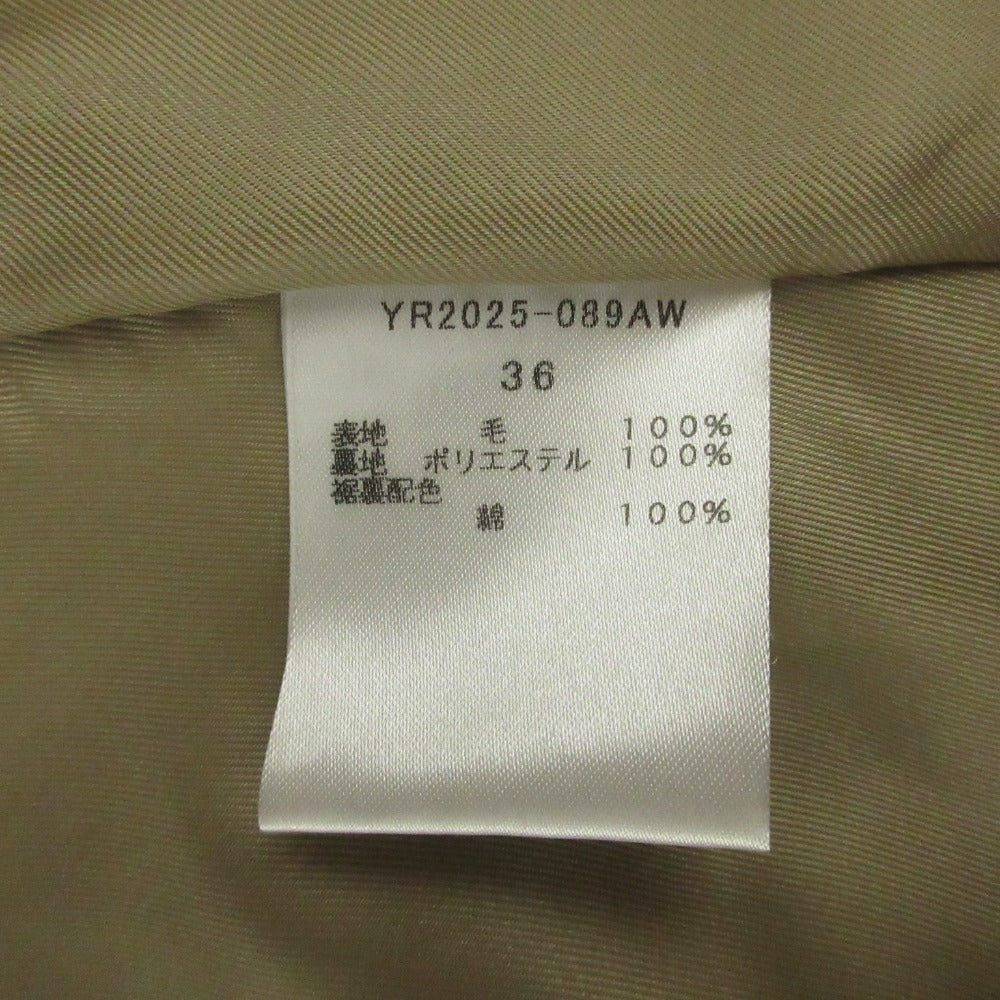 YR2025-089AW
36
表地 毛 100%
裏地 ポリエステル 100%
裾裏配色
綿 100%